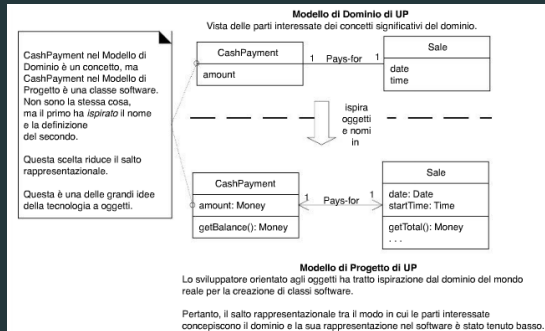 Modello di Dominio di UP
Vista delle parti interessate dei concetti significativi del dominio.
CashPayment nel Modello di
Dominio è un concetto, ma
CashPayment nel Modello di
Progetto è una classe software.
Non sono la stessa cosa,
ma il primo ha ispirato il nome
e la definizione
del secondo.
Questa scelta riduce il salto
rappresentazionale.
Questa è una delle grandi idee
della tecnologia a oggetti.
CashPayment
amount
1 Pays-for 1
Sale
date
time
ispira
oggetti
e nomi
in
CashPayment
amount: Money
getBalance(): Money
1 Pays-for 1
Sale
date: Date
startTime: Time
getTotal(): Money
. . .
Modello di Progetto di UP
Lo sviluppatore orientato agli oggetti ha tratto ispirazione dal dominio del mondo
reale per la creazione di classi software.
Pertanto, il salto rappresentazionale tra il modo in cui le parti interessate
concepiscono il dominio e la sua rappresentazione nel software è stato tenuto basso.